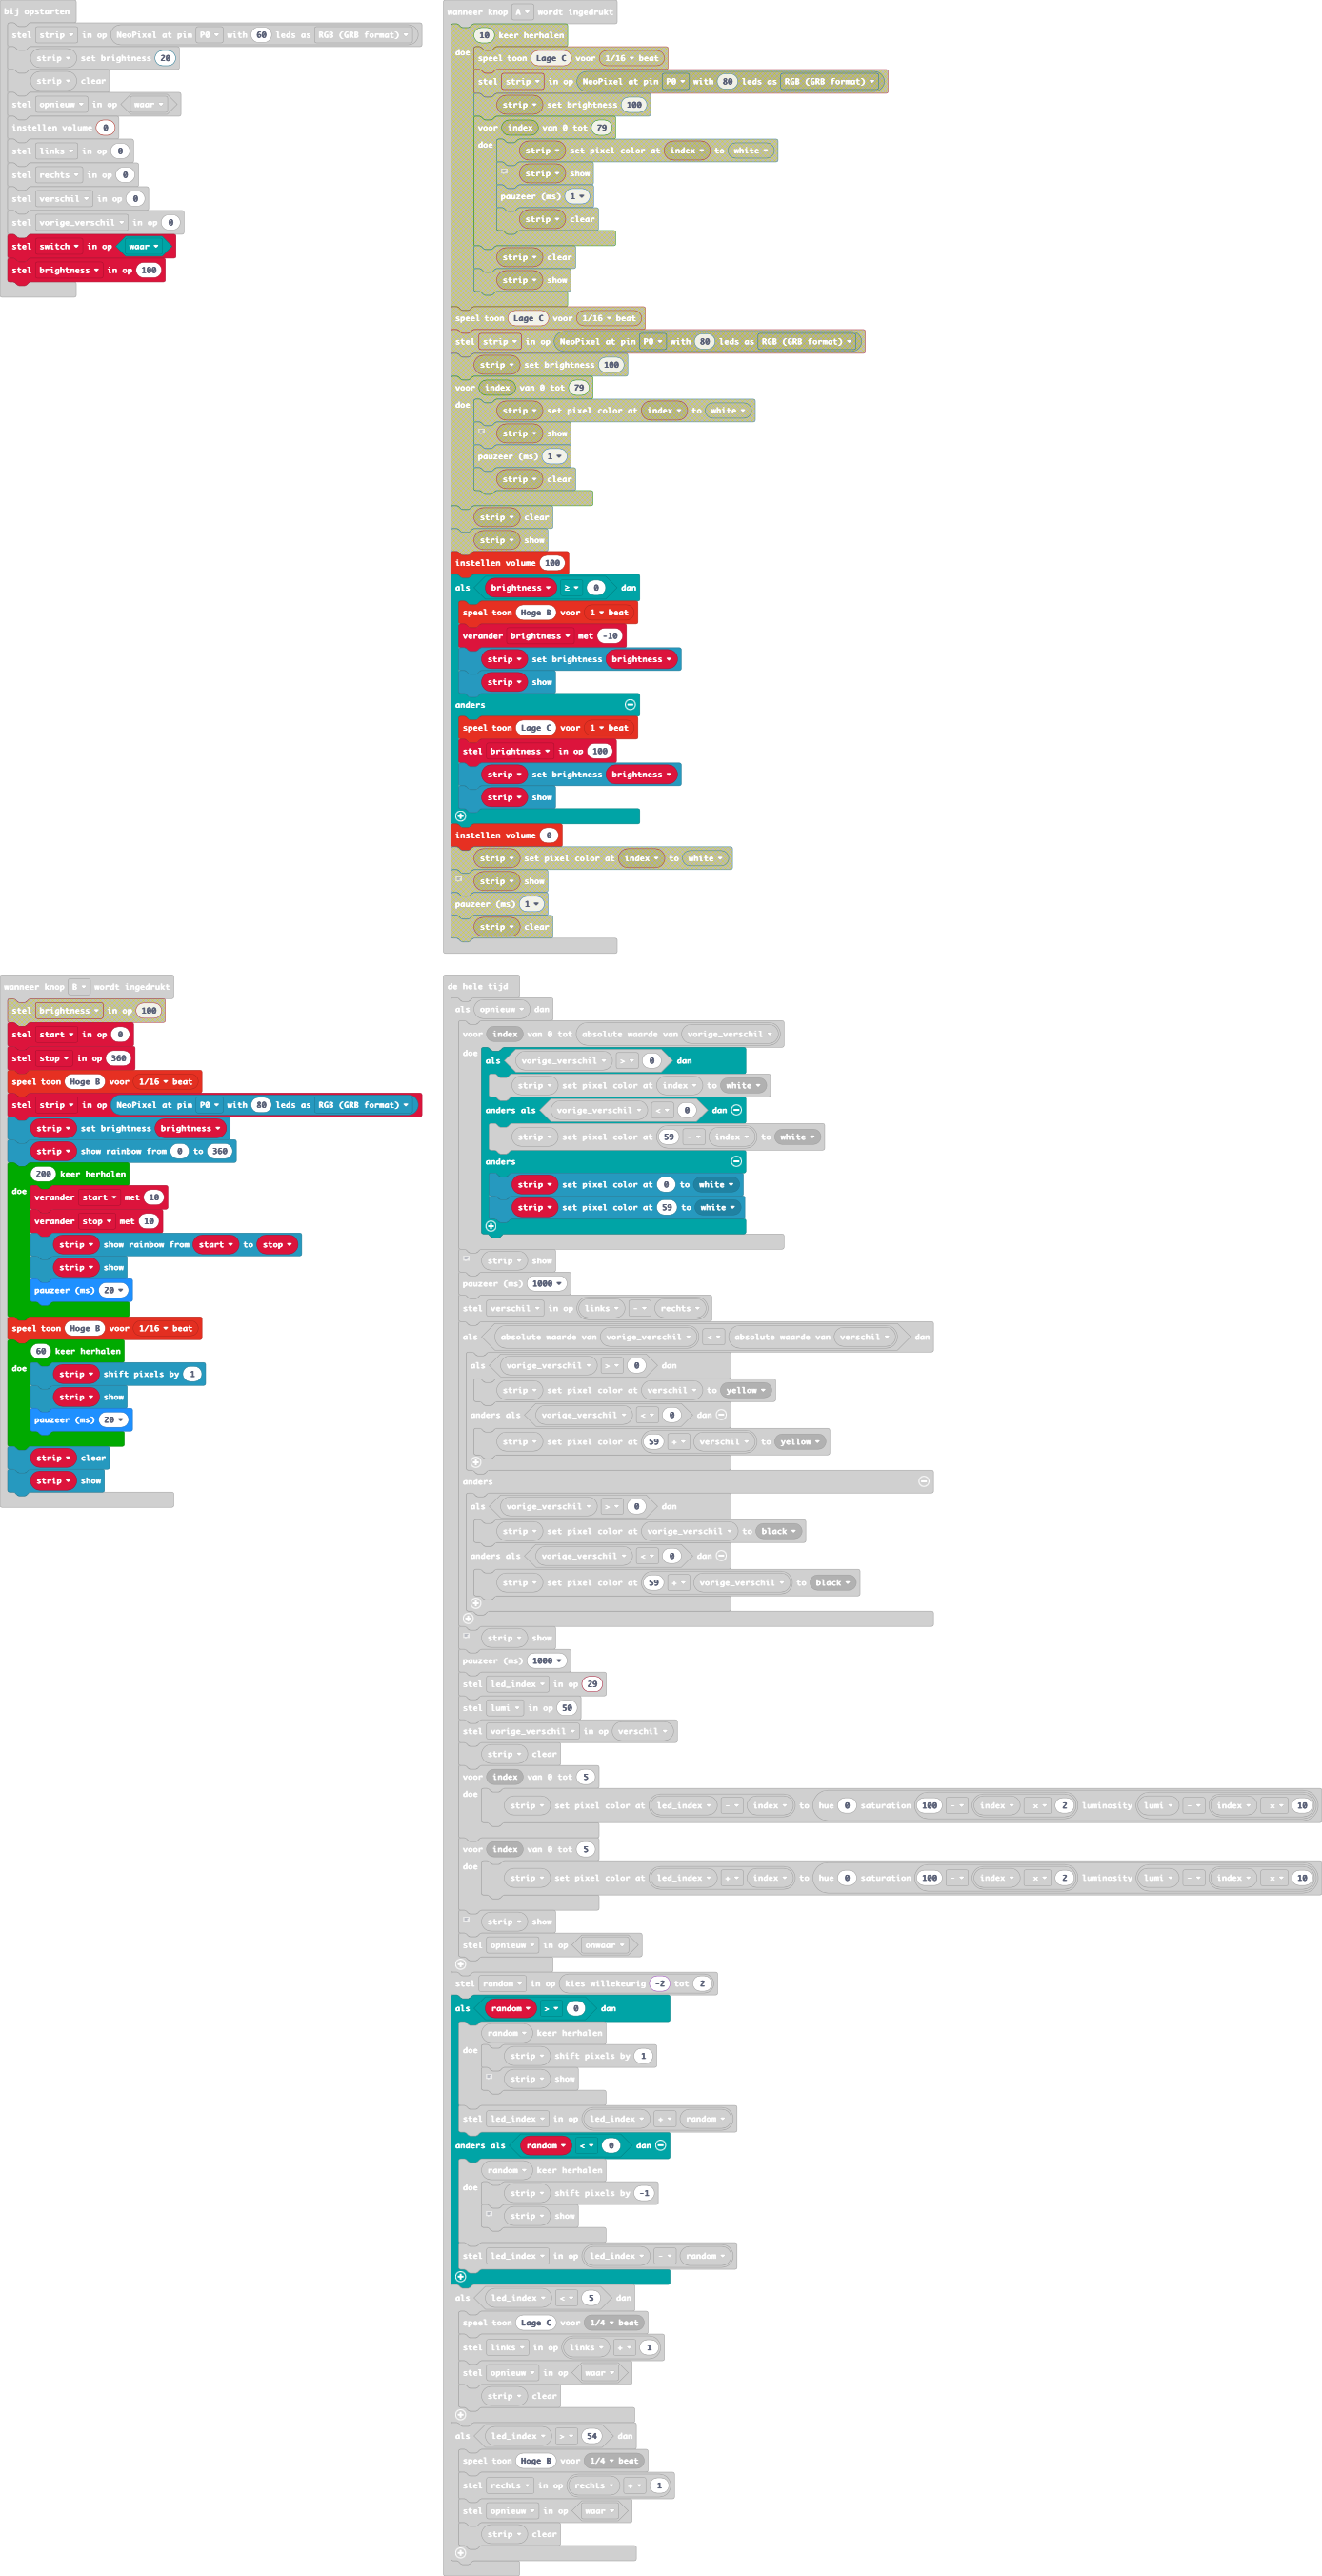 bij opstarten
stel strip in op NeoPixel at pin P0 with 60 leds as RGB (GRB format)
strip set brightness 20
strip clear
stel opnieuw in op waar
instellen volume 0
stel links in op 0
stel rechts in op 0
stel verschil in op 0
stel vorige_verschil in op 0
stel switch in op waar
stel brightness in op 100
wanneer knop A wordt ingedrukt
10 keer herhalen
doe
speel toon Lage C voor 1/16 beat
stel strip in op NeoPixel at pin P0 with 80 leds as RGB (GRB format)
strip set brightness 100
voor index van 0 tot 79
doe strip set pixel color at index to white
strip show
pauzeer (ms) 1
strip clear
strip clear
strip show
speel toon Lage C voor 1/16 beat
stel strip in op NeoPixel at pin P0 with 80 leds as RGB (GRB format)
strip set brightness 100
voor index van 0 tot 79
doe strip set pixel color at index to white
strip show
pauzeer (ms) 1
strip clear
strip clear
strip show
instellen volume 100
als brightness ≥ 0 dan
speel toon Hoge B voor 1 beat
verander brightness met -10
strip set brightness brightness
strip show
anders
speel toon Lage C voor 1 beat
stel brightness in op 100
strip set brightness brightness
strip show
instellen volume 0
strip set pixel color at index to white
strip show
pauzeer (ms) 1
strip clear
wanneer knop B wordt ingedrukt
stel brightness in op 100
stel start in op 0
stel stop in op 360
speel toon Hoge B voor 1/16 beat
stel strip in op NeoPixel at pin P0 with 80 leds as RGB (GRB format)
strip set brightness brightness
strip show rainbow from 0 to 360
200 keer herhalen
doe verander start met 10
verander stop met 10
strip show rainbow from start to stop
strip show
pauzeer (ms) 20
speel toon Hoge B voor 1/16 beat
60 keer herhalen
doe strip shift pixels by 1
strip show
pauzeer (ms) 20
strip clear
strip show
de hele tijd
als opnieuw dan
voor index van 0 tot absolute waarde van vorige_verschil
doe als vorige_verschil > 0 dan
strip set pixel color at index to white
anders als vorige_verschil < 0 dan
strip set pixel color at 59 - index to white
anders
strip set pixel color at 0 to white
strip set pixel color at 59 to white
strip show
pauzeer (ms) 1000
stel verschil in op links - rechts
als absolute waarde van vorige_verschil < absolute waarde van verschil dan
als vorige_verschil > 0 dan
strip set pixel color at verschil to yellow
anders als vorige_verschil < 0 dan
strip set pixel color at 59 + verschil to yellow
anders
als vorige_verschil > 0 dan
strip set pixel color at vorige_verschil to black
anders als vorige_verschil < 0 dan
strip set pixel color at 59 + vorige_verschil to black
strip show
pauzeer (ms) 1000
stel led_index in op 29
stel lumi in op 50
stel vorige_verschil in op verschil
strip clear
voor index van 0 tot 5
doe strip set pixel color at led_index - index to hue 0 saturation 100 - index x 2 luminosity lumi - index x 10
voor index van 0 tot 5
doe strip set pixel color at led_index + index to hue 0 saturation 100 - index x 2 luminosity lumi - index x 10
strip show
stel opnieuw in op onwaar
stel random in op kies willekeurig -2 tot 2
als random > 0 dan
random keer herhalen
doe strip shift pixels by 1
strip show
stel led_index in op led_index + random
anders als random < 0 dan
random keer herhalen
doe strip shift pixels by -1
strip show
stel led_index in op led_index - random
als led_index < 5 dan
speel toon Lage C voor 1/4 beat
stel links in op links + 1
stel opnieuw in op waar
strip clear
als led_index > 54 dan
speel toon Hoge B voor 1/4 beat
stel rechts in op rechts + 1
stel opnieuw in op waar
strip clear